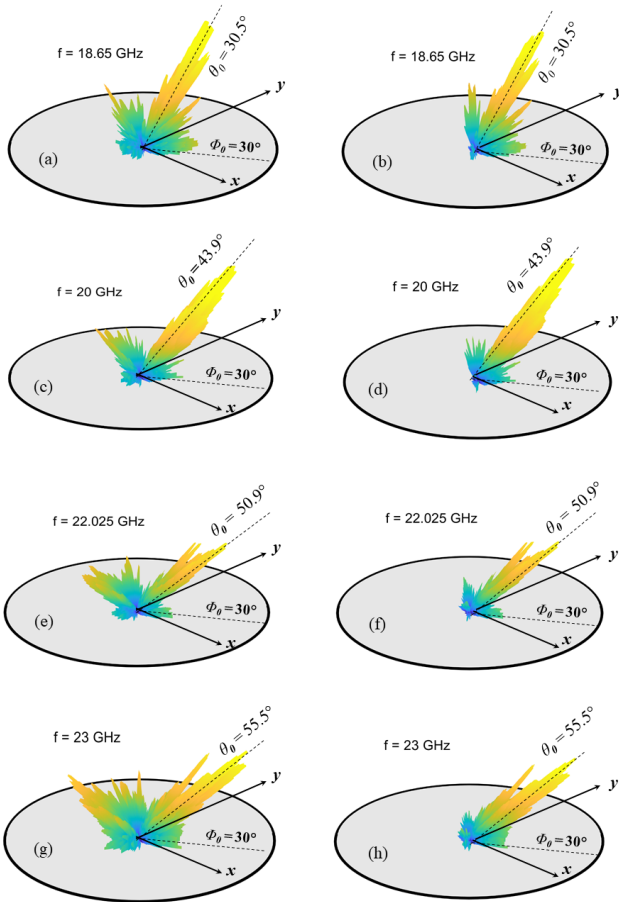 f = 18.65 GHz
θ₀ = 30.5°
y
Φ₀ = 30°
x
(a)
f = 18.65 GHz
θ₀ = 30.5°
y
Φ₀ = 30°
x
(b)
f = 20 GHz
θ₀ = 43.9°
y
Φ₀ = 30°
x
(c)
f = 20 GHz
θ₀ = 43.9°
y
Φ₀ = 30°
x
(d)
f = 22.025 GHz
θ₀ = 50.9°
y
Φ₀ = 30°
x
(e)
f = 22.025 GHz
θ₀ = 50.9°
y
Φ₀ = 30°
x
(f)
f = 23 GHz
θ₀ = 55.5°
y
Φ₀ = 30°
x
(g)
f = 23 GHz
θ₀ = 55.5°
y
Φ₀ = 30°
x
(h)